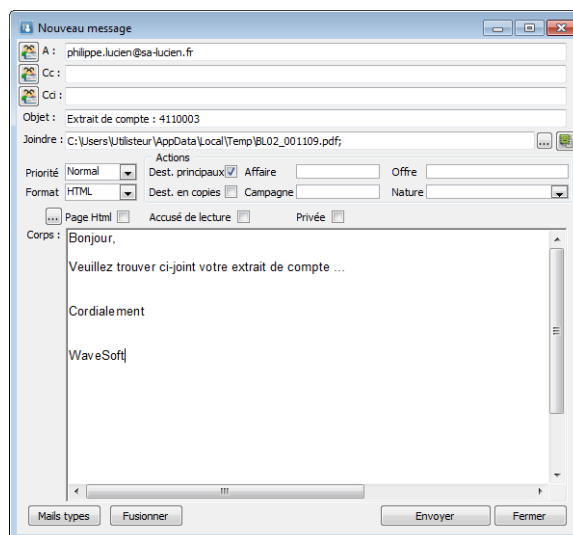 Nouveau message
A : philippe.lucien@sa-lucien.fr
Cc :
Cci :
Objet : Extrait de compte : 4110003
Joindre : C:\Users\Utilisteur\AppData\Local\Temp\BL02_001109.pdf; ...
Actions
Priorité Normal Dest. principaux Affaire Offre
Format HTML Dest. en copies Campagne Nature
... Page Html Accusé de lecture Privée
Corps : Bonjour,
Veuillez trouver ci-joint votre extrait de compte ...
Cordialement
WaveSoft
Mails types Fusionner Envoyer Fermer